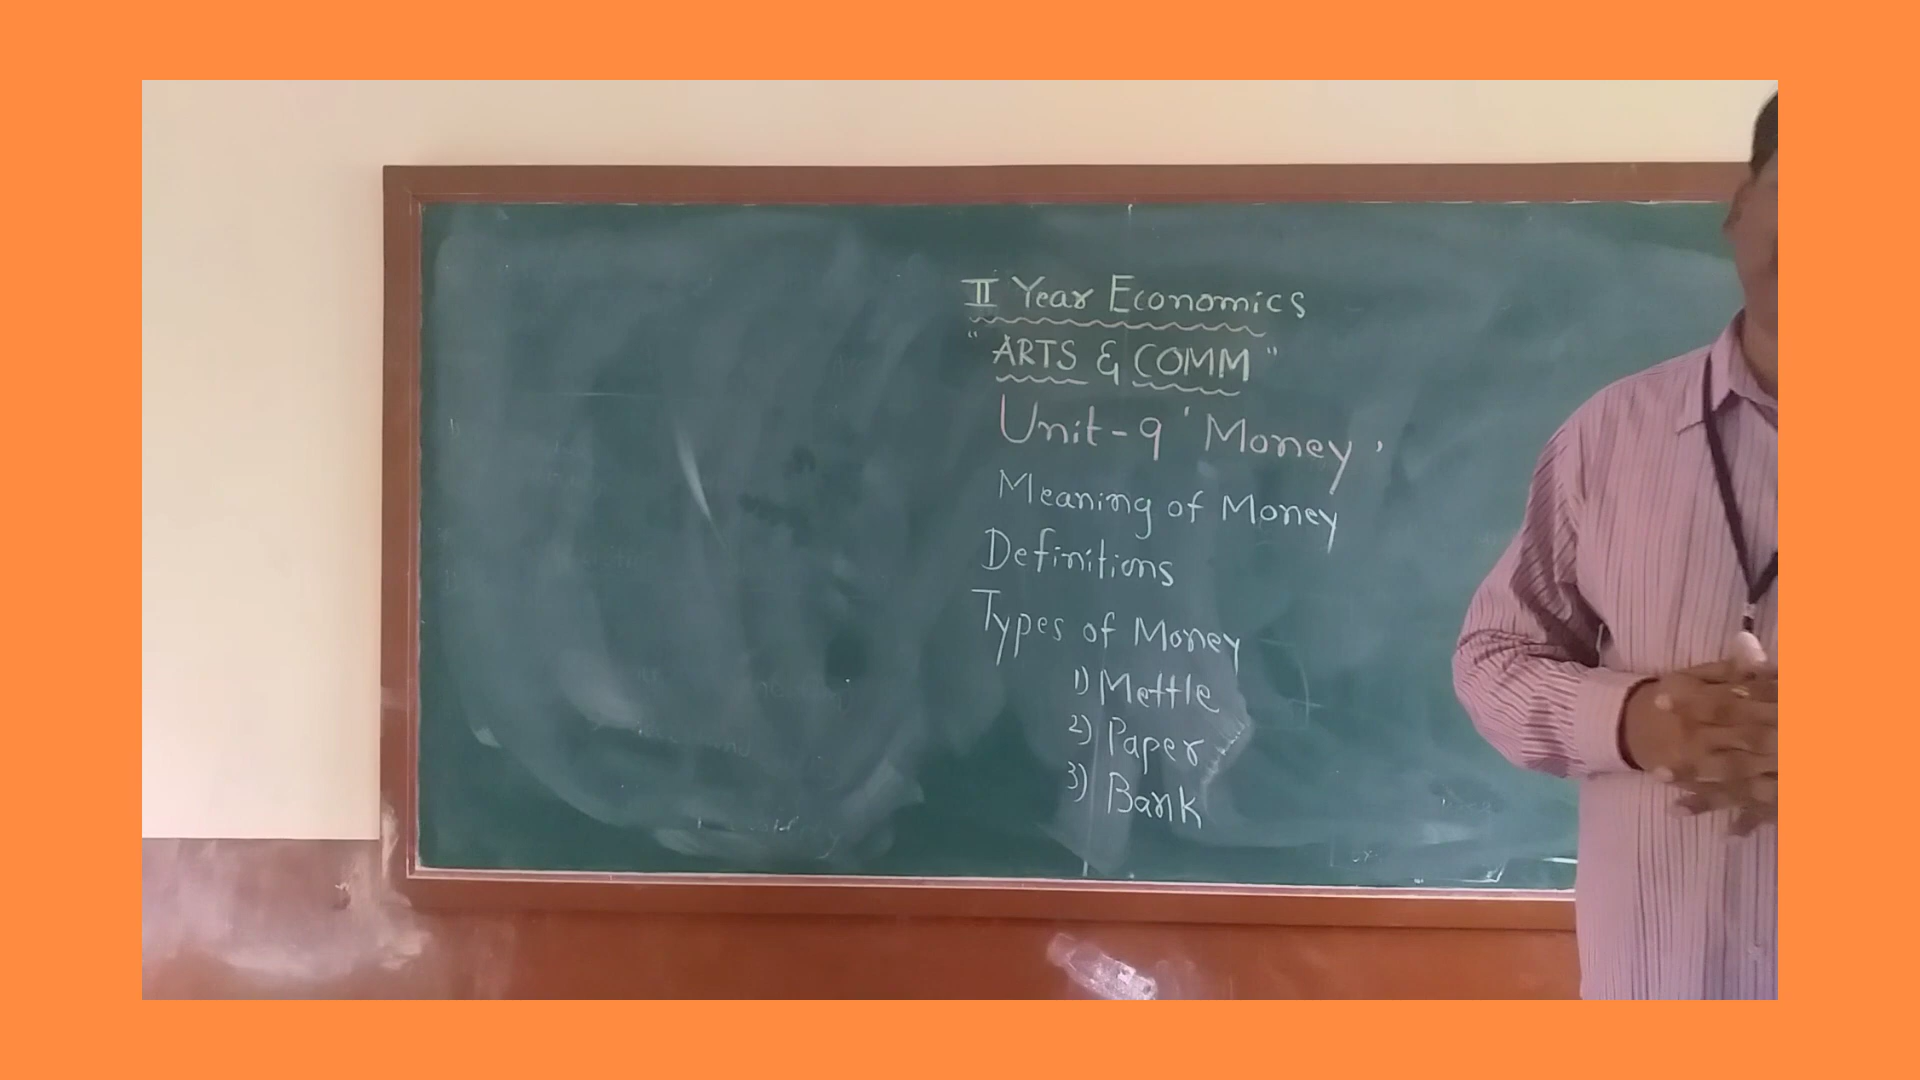 II Year Economics
"ARTS & COMM"
Unit-9 'Money'
Meaning of Money
Definitions
Types of Money
1) Mettle
2) Paper
3) Bank